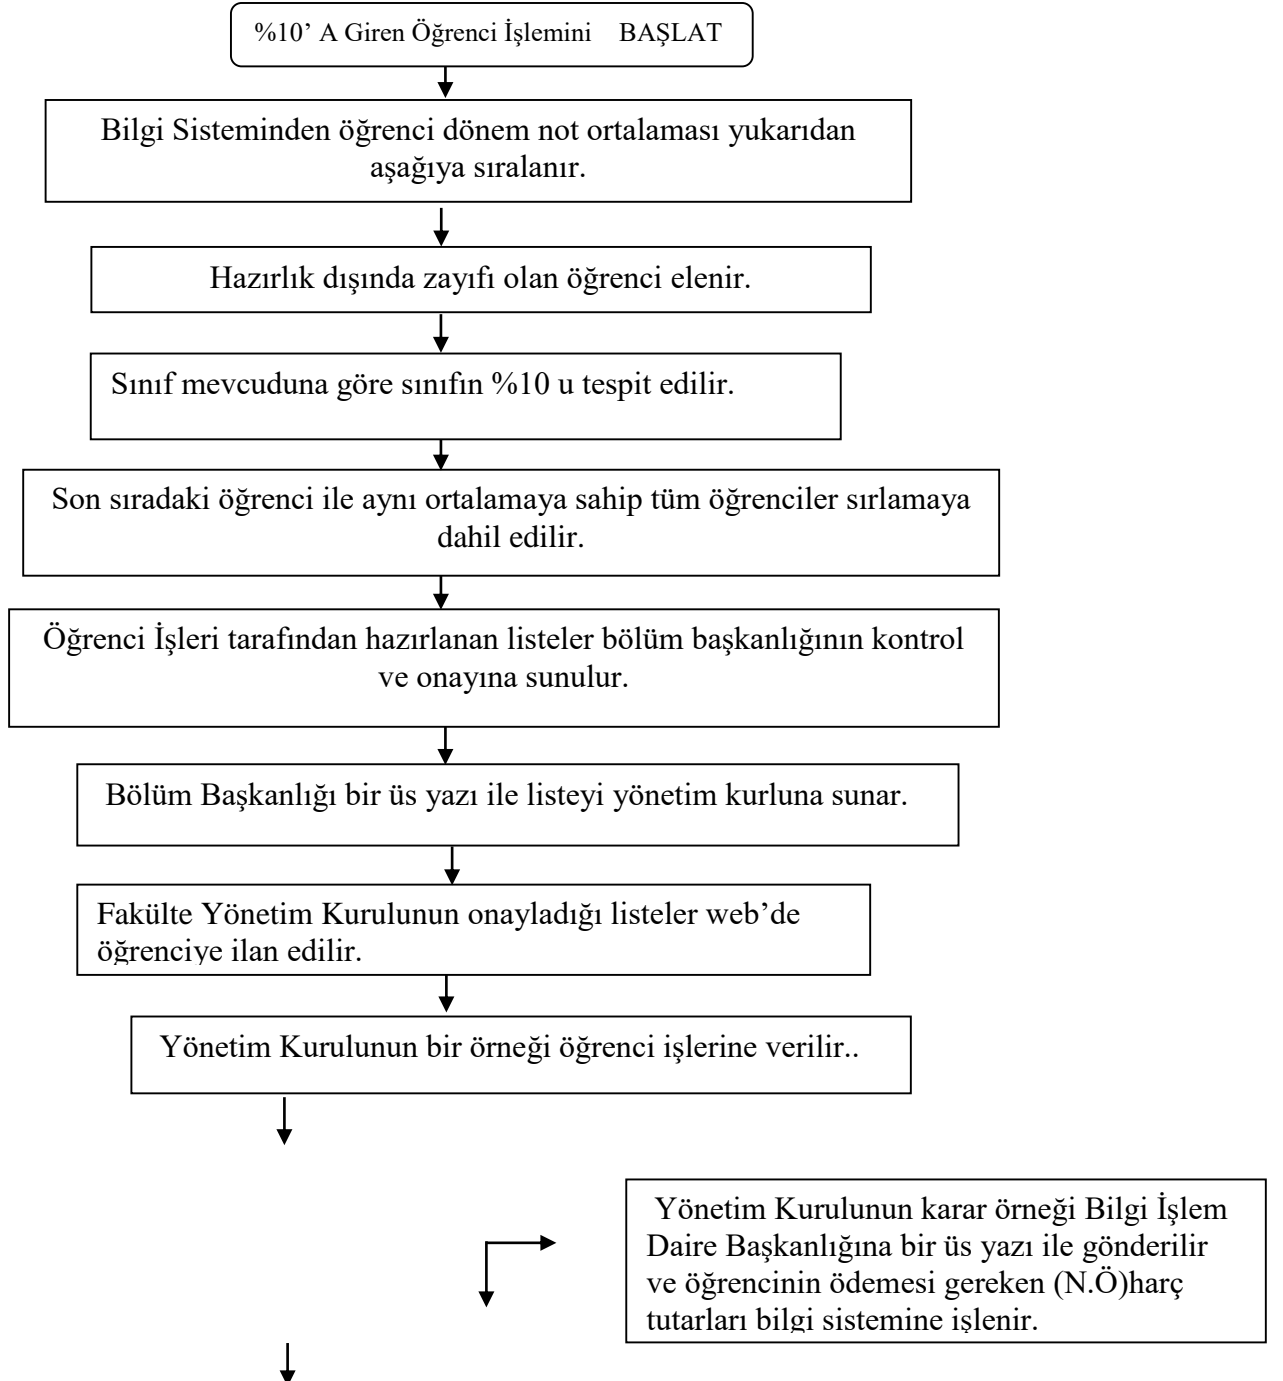 %10’ A Giren Öğrenci İşlemini BAŞLAT
Bilgi Sisteminden öğrenci dönem not ortalaması yukarıdan
aşağıya sıralanır.
Hazırlık dışında zayıfı olan öğrenci elenir.
Sınıf mevcuduna göre sınıfın %10 u tespit edilir.
Son sıradaki öğrenci ile aynı ortalamaya sahip tüm öğrenciler sırlamaya
dahil edilir.
Öğrenci İşleri tarafından hazırlanan listeler bölüm başkanlığının kontrol
ve onayına sunulur.
Bölüm Başkanlığı bir üs yazı ile listeyi yönetim kurluna sunar.
Fakülte Yönetim Kurulunun onayladığı listeler web’de
öğrenciye ilan edilir.
Yönetim Kurulunun bir örneği öğrenci işlerine verilir..
Yönetim Kurulunun karar örneği Bilgi İşlem
Daire Başkanlığına bir üs yazı ile gönderilir
ve öğrencinin ödemesi gereken (N.Ö)harç
tutarları bilgi sistemine işlenir.